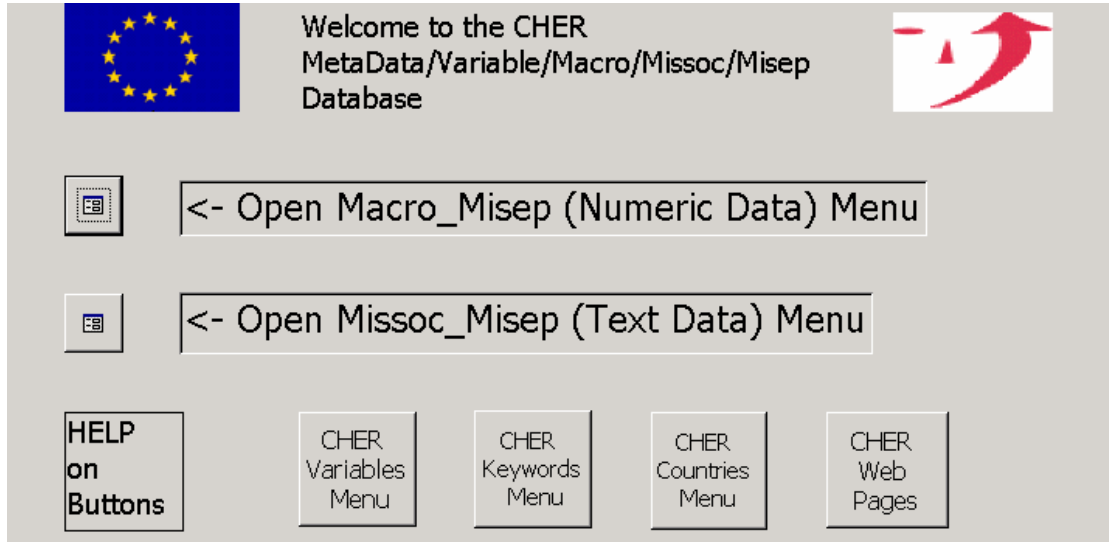 Welcome to the CHER
MetaData/Variable/Macro/Missoc/Misep
Database
<- Open Macro_Misep (Numeric Data) Menu
<- Open Missoc_Misep (Text Data) Menu
HELP
on
Buttons
CHER
Variables
Menu
CHER
Keywords
Menu
CHER
Countries
Menu
CHER
Web
Pages